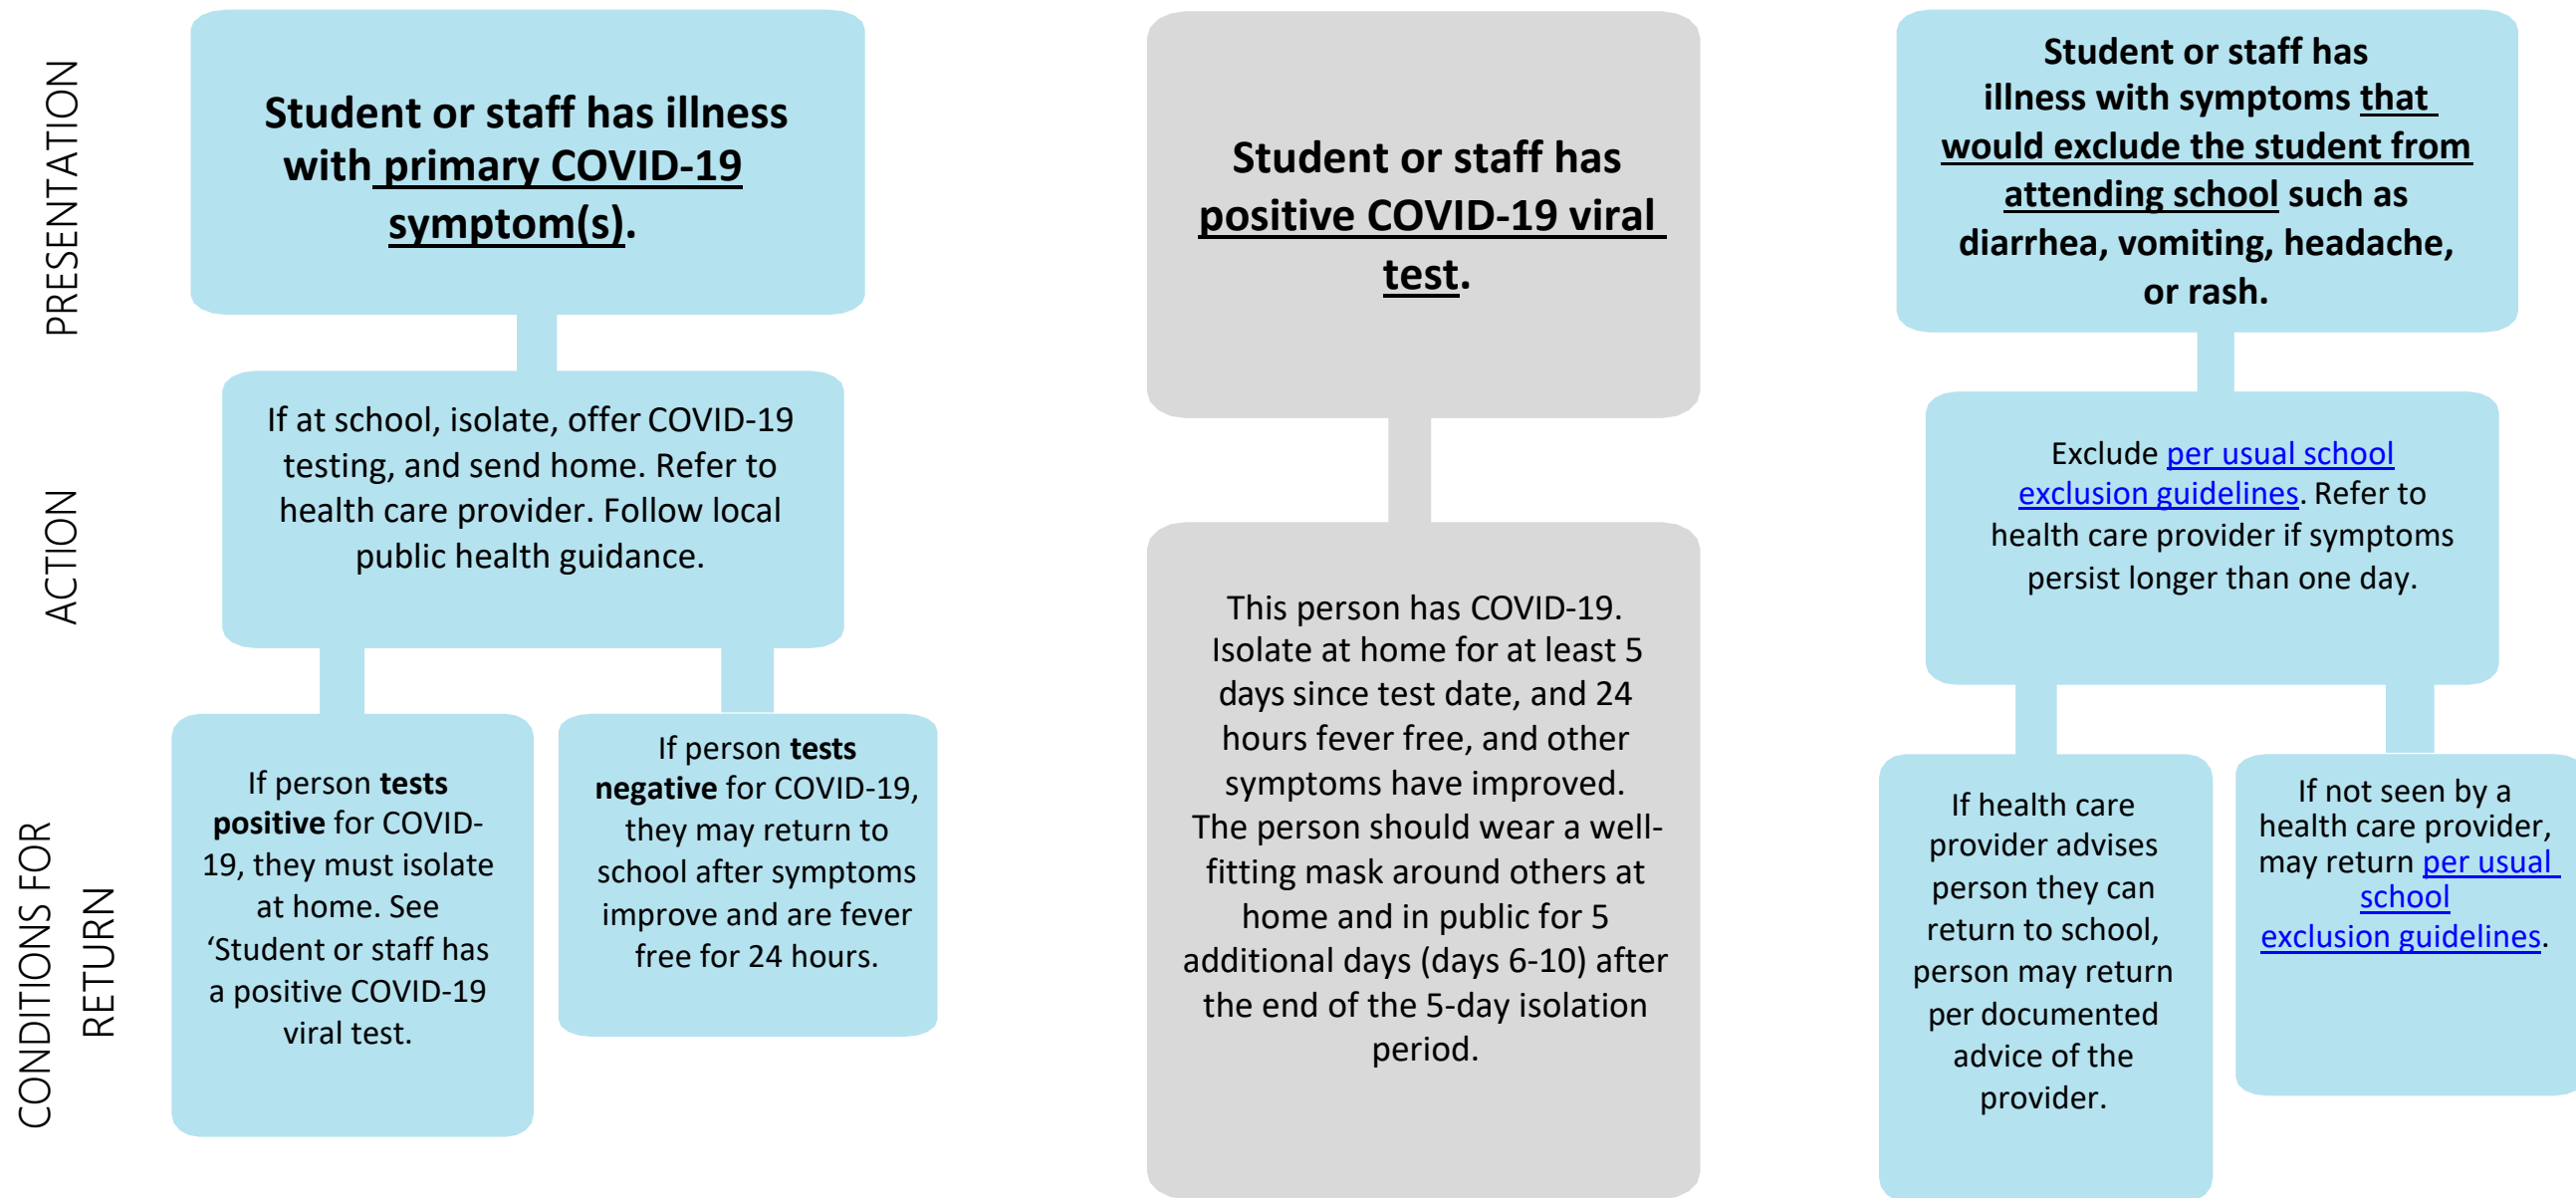 PRESENTATION
Student or staff has illness
with primary COVID-19
symptom(s).
Student or staff has
positive COVID-19 viral
test.
Student or staff has
illness with symptoms that
would exclude the student from
attending school such as
diarrhea, vomiting, headache,
or rash.
ACTION
If at school, isolate, offer COVID-19
testing, and send home. Refer to
health care provider. Follow local
public health guidance.
This person has COVID-19.
Isolate at home for at least 5
days since test date, and 24
hours fever free, and other
symptoms have improved.
The person should wear a well-
fitting mask around others at
home and in public for 5
additional days (days 6-10) after
the end of the 5-day isolation
period.
Exclude per usual school
exclusion guidelines. Refer to
health care provider if symptoms
persist longer than one day.
CONDITIONS FOR
RETURN
If person tests
positive for COVID-
19, they must isolate
at home. See
‘Student or staff has
a positive COVID-19
viral test.
If person tests
negative for COVID-19,
they may return to
school after symptoms
improve and are fever
free for 24 hours.
If health care
provider advises
person they can
return to school,
person may return
per documented
advice of the
provider.
If not seen by a
health care provider,
may return per usual
school
exclusion guidelines.